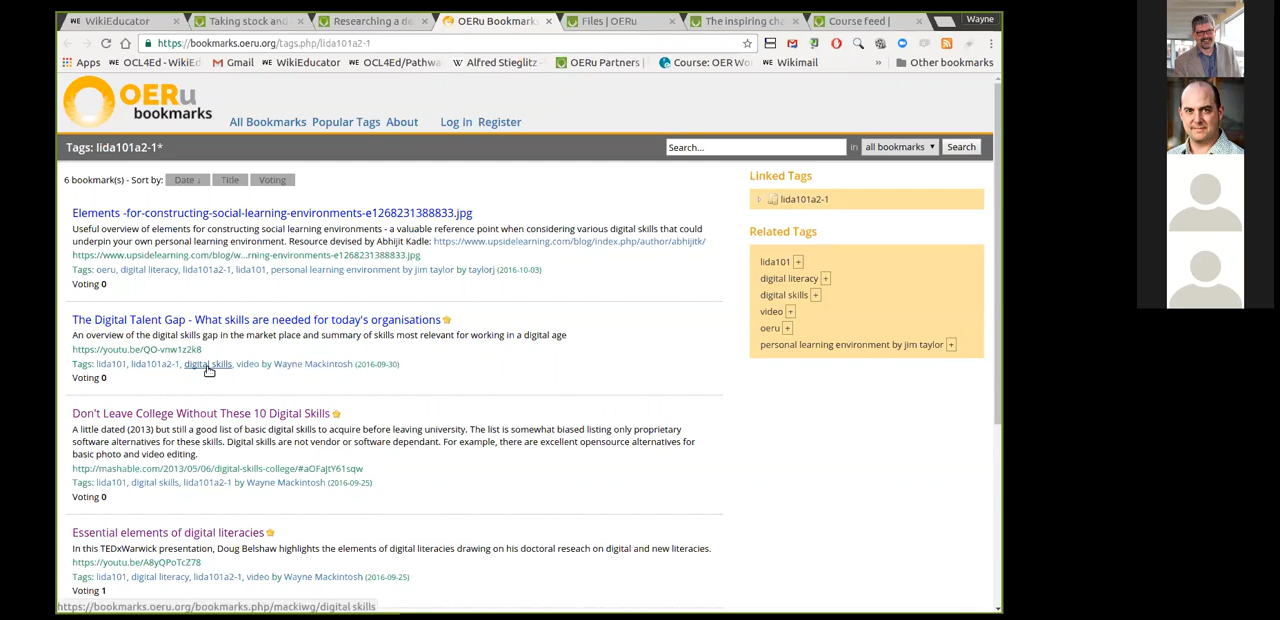 WE WikiEducator
Taking stock and
Researching a de
OERu Bookmarks
Files | OERu
The inspiring cha
Course feed |
Wayne
https://bookmarks.oeru.org/tags.php/lida101a2-1
Apps
WE OCL4Ed - WikiEd
Gmail
WE WikiEducator
WE OCL4Ed/Pathwa
W Alfred Stieglitz -
OERu Partners
Course: OER Wo
WE Wikimail
» Other bookmarks
OERu
bookmarks
All Bookmarks Popular Tags About Log In Register
Tags: lida101a2-1*
Search... in all bookmarks Search
6 bookmark(s) - Sort by: Date ↓ Title Voting
Elements -for-constructing-social-learning-environments-e1268231388833.jpg
Useful overview of elements for constructing social learning environments - a valuable reference point when considering various digital skills that could
underpin your own personal learning environment. Resource devised by Abhijit Kadle: https://www.upsidelearning.com/blog/index.php/author/abhijitk/
https://www.upsidelearning.com/blog/w...rning-environments-e1268231388833.jpg
Tags: oeru, digital literacy, lida101a2-1, lida101, personal learning environment by jim taylor by taylorj (2016-10-03)
Voting 0
The Digital Talent Gap - What skills are needed for today's organisations
An overview of the digital skills gap in the market place and summary of skills most relevant for working in a digital age
https://youtu.be/QO-vnw1z2k8
Tags: lida101, lida101a2-1, digital skills, video by Wayne Mackintosh (2016-09-30)
Voting 0
Don't Leave College Without These 10 Digital Skills
A little dated (2013) but still a good list of basic digital skills to acquire before leaving university. The list is somewhat biased listing only proprietary
software alternatives for these skills. Digital skills are not vendor or software dependant. For example, there are excellent opensource alternatives for
basic photo and video editing.
http://mashable.com/2013/05/06/digital-skills-college/#aOFaJtY61sqw
Tags: lida101, digital skills, lida101a2-1 by Wayne Mackintosh (2016-09-25)
Voting 0
Essential elements of digital literacies
In this TEDxWarwick presentation, Doug Belshaw highlights the elements of digital literacies drawing on his doctoral reseach on digital and new literacies.
https://youtu.be/A8yQPoTcZ78
Tags: lida101, digital literacy, lida101a2-1, video by Wayne Mackintosh (2016-09-25)
Voting 1
https://bookmarks.oeru.org/bookmarks.php/mackiwg/digital skills
Linked Tags
lida101a2-1
Related Tags
lida101 +
digital literacy +
digital skills +
video +
oeru +
personal learning environment by jim taylor +